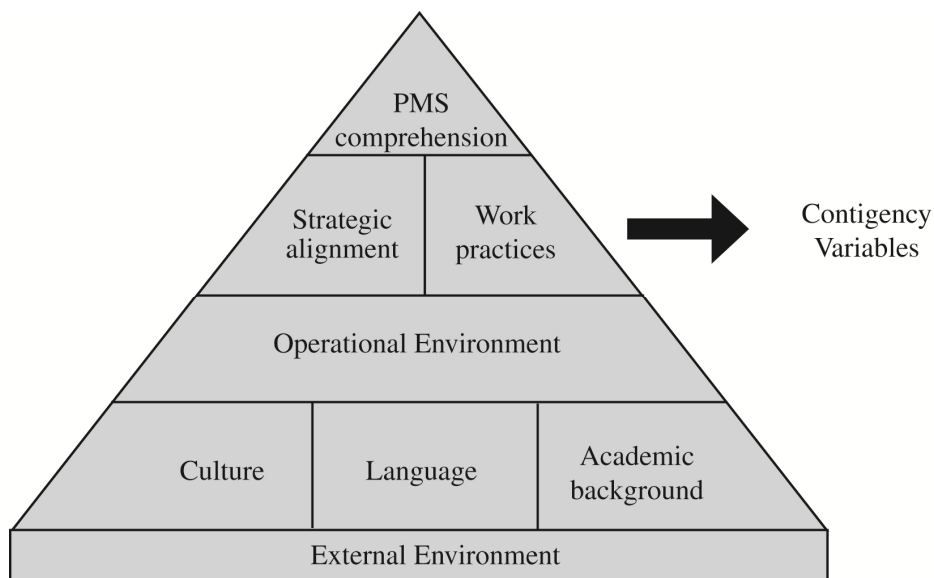 PMS
comprehension
Strategic
alignment
Work
practices
Contigency
Variables
Operational Environment
Culture
Language
Academic
background
External Environment